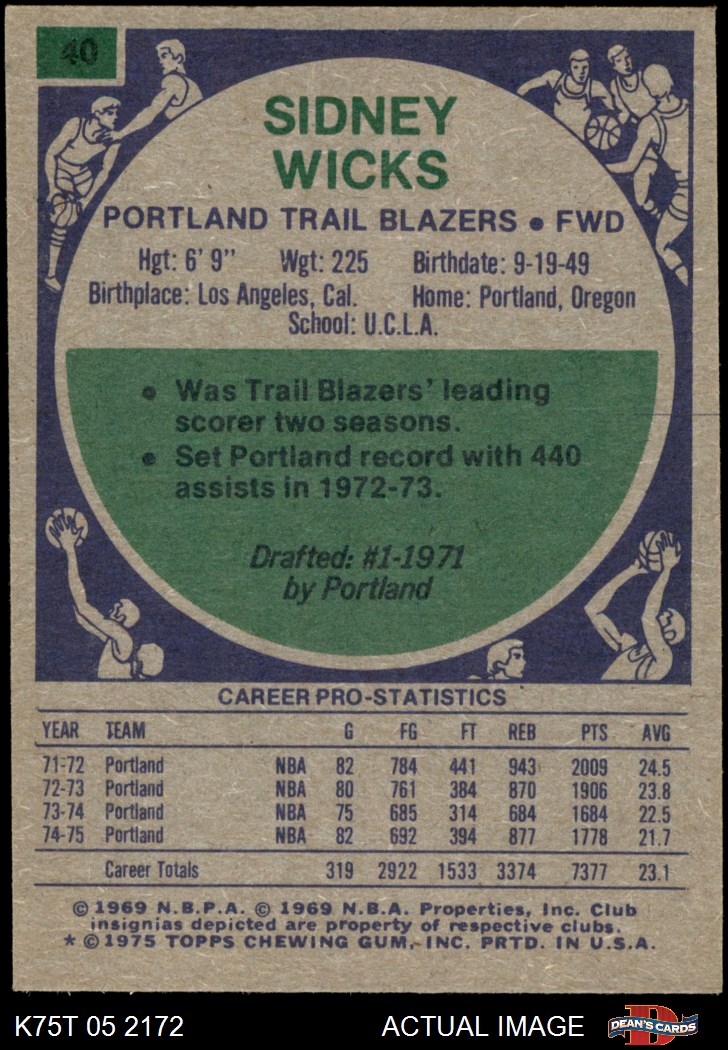 40
SIDNEY
WICKS
PORTLAND TRAIL BLAZERS • FWD
Hgt: 6' 9" Wgt: 225 Birthdate: 9-19-49
Birthplace: Los Angeles, Cal. Home: Portland, Oregon
School: U.C.L.A.
• Was Trail Blazers' leading
scorer two seasons.
• Set Portland record with 440
assists in 1972-73.
Drafted: #1-1971
by Portland
CAREER PRO-STATISTICS
YEAR TEAM G FG FT REB PTS AVG
71-72 Portland NBA 82 784 441 943 2009 24.5
72-73 Portland NBA 80 761 384 870 1906 23.8
73-74 Portland NBA 75 685 314 684 1684 22.5
74-75 Portland NBA 82 692 394 877 1778 21.7
Career Totals 319 2922 1533 3374 7377 23.1
© 1969 N.B.P.A. © 1969 N.B.A. Properties, Inc. Club
insignias depicted are property of respective clubs.
* © 1975 TOPPS CHEWING GUM, INC. PRTD. IN U.S.A.
K75T 05 2172 ACTUAL IMAGE D DEAN'S CARDS